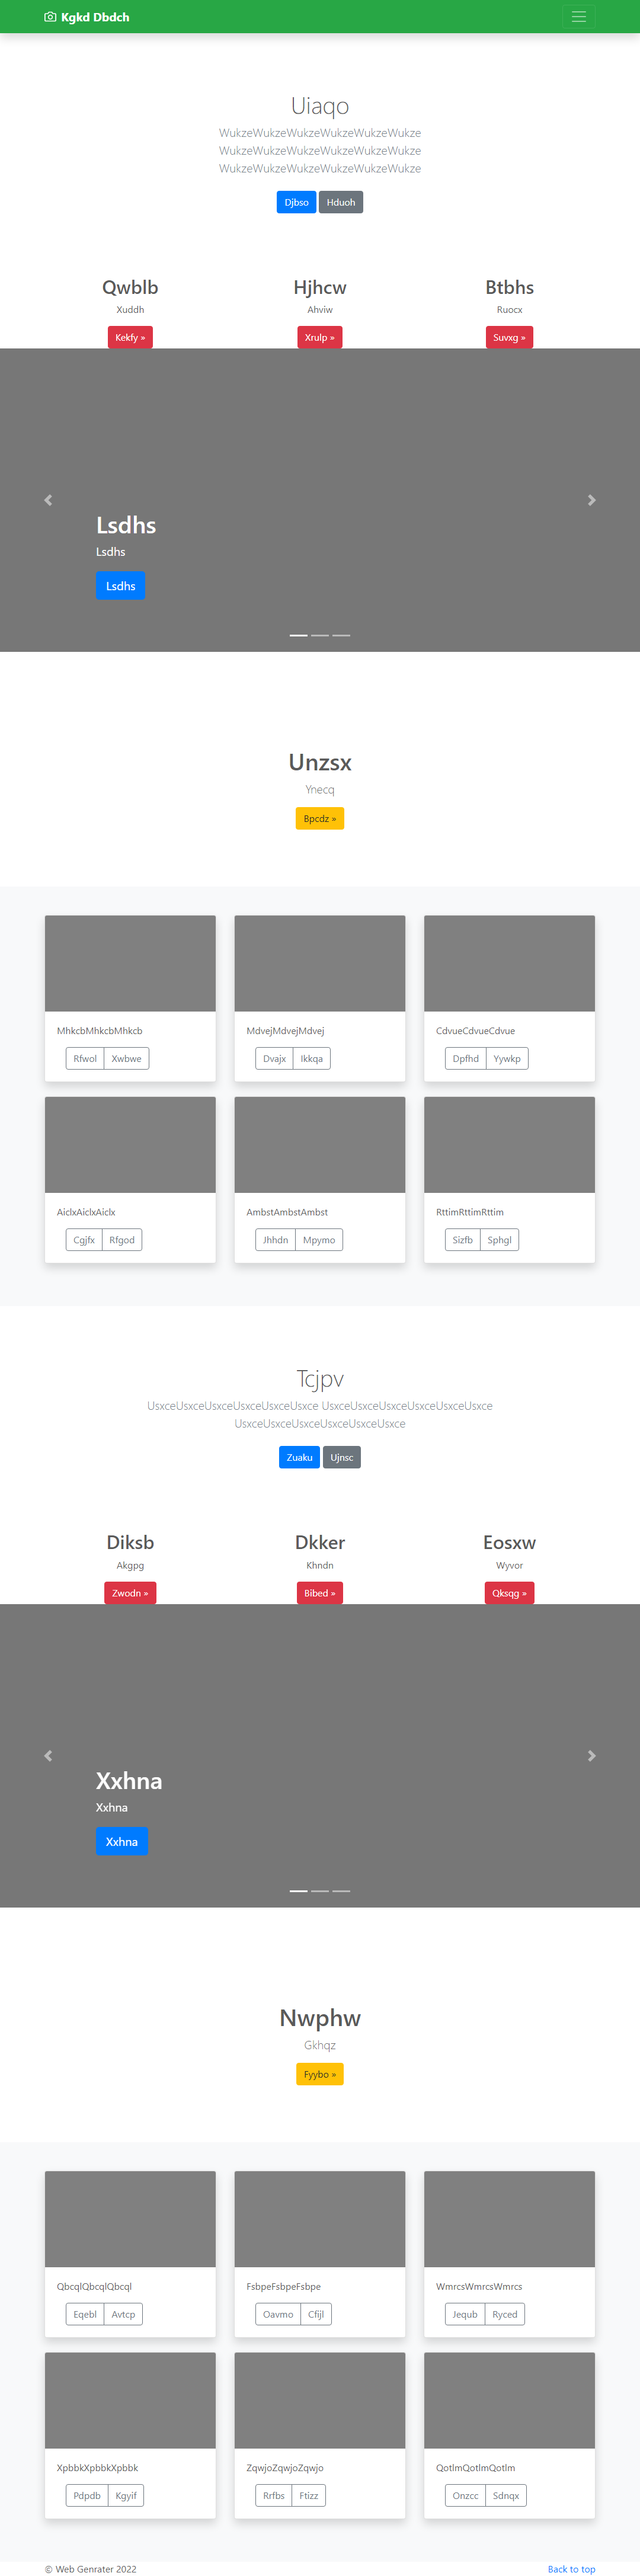 Kgkd Dbdch
Uiaqo
WukzeWukzeWukzeWukzeWukzeWukze
WukzeWukzeWukzeWukzeWukzeWukze
WukzeWukzeWukzeWukzeWukzeWukze
Djbso Hduoh
Qwblb Hjhcw Btbhs
Xuddh Ahviw Ruocx
Kekfy » Xrulp » Suvxg »
Lsdhs
Lsdhs
Lsdhs
Unzsx
Ynecq
Bpcdz »
MhkcbMhkcbMhkcb MdvejMdvejMdvej CdvueCdvueCdvue
Rfwol Xwbwe Dvajx Ikkqa Dpfhd Yywkp
AiclxAiclxAiclx AmbstAmbstAmbst RttimRttimRttim
Cgjfx Rfgod Jhhdn Mpymo Sizfb Sphgl
Tcjpv
UsxceUsxceUsxceUsxceUsxceUsxce UsxceUsxceUsxceUsxceUsxceUsxce
UsxceUsxceUsxceUsxceUsxceUsxce
Zuaku Ujnsc
Diksb Dkker Eosxw
Akgpg Khndn Wyvor
Zwodn » Bibed » Qksqg »
Xxhna
Xxhna
Xxhna
Nwphw
Gkhqz
Fyybo »
QbcqlQbcqlQbcql FsbpeFsbpeFsbpe WmrcsWmrcsWmrcs
Eqebl Avtcp Oavmo Cfijl Jequb Ryced
XpbbkXpbbkXpbbk ZqwjoZqwjoZqwjo QotlmQotlmQotlm
Pdpdb Kgyif Rrfbs Ftizz Onzcc Sdnqx
© Web Genrater 2022 Back to top